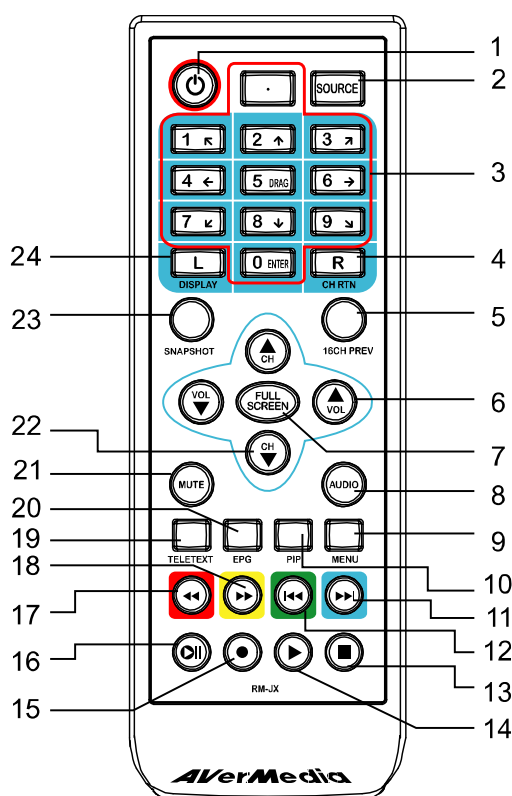 1
2
SOURCE
.
1 ↖ 2 ↑ 3 ↗
3
4 ← 5 DRAG 6 →
7 ↙ 8 ↓ 9 ↘
24
L 0 ENTER R
4
DISPLAY CH RTN
23
5
SNAPSHOT 16CH PREV
CH
VOL FULL SCREEN VOL
6
22
CH
7
21
MUTE AUDIO
8
20
19
9
TELETEXT EPG PIP MENU
18
10
17
11
12
16
13
15
14
RM-JX
AVerMedia